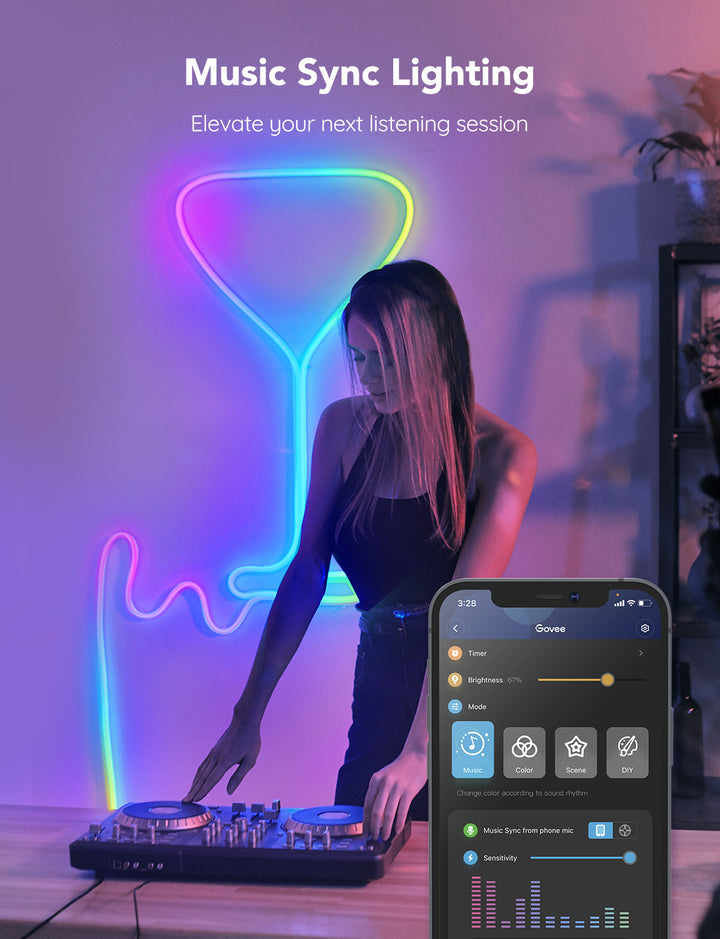 Music Sync Lighting
Elevate your next listening session
3:28
Govee
Timer
Brightness 67%
Mode
Music Color Scene DIY
Change color according to sound rhythm
Music Sync from phone mic
Sensitivity